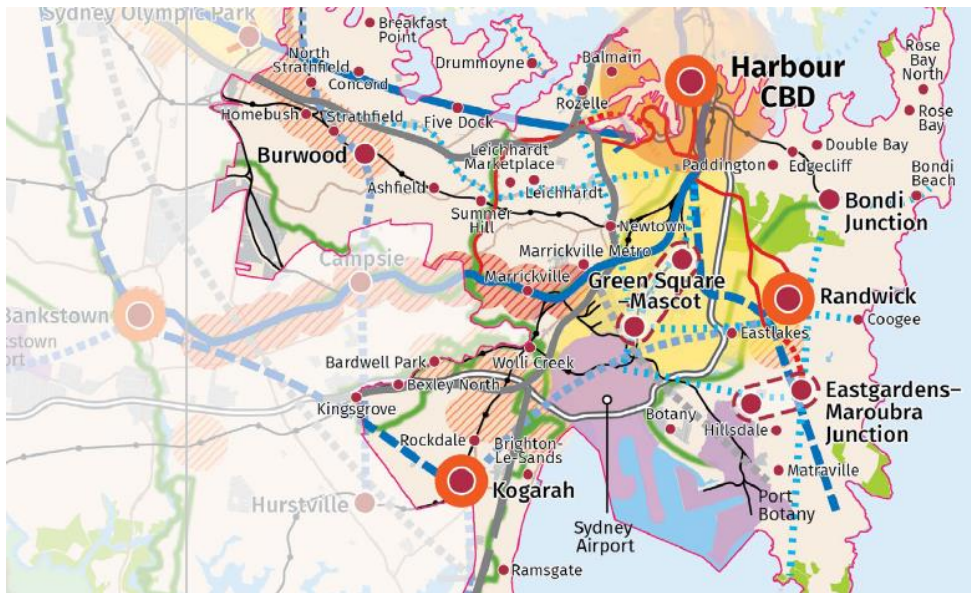 Sydney Olympic Park
Breakfast
Point
North
Strathfield
Concord
Drummoyne
Balmain
Harbour
CBD
Rose
Bay
North
Homebush
Strathfield
Five Dock
Rozelle
Rose
Bay
Burwood
Leichhardt
Marketplace
Paddington
Edgecliff
Double Bay
Bondi
Beach
Ashfield
Leichhardt
Bondi
Junction
Summer
Hill
Newtown
Marrickville Metro
Campsie
Marrickville
Green Square
–Mascot
Randwick
Bankstown
kstown
ort
Eastlakes
Coogee
Bardwell Park
Wolli Creek
Bexley North
Kingsgrove
Eastgardens–
Maroubra
Junction
Botany
Hillsdale
Rockdale
Brighton-
Le-Sands
Kogarah
Matraville
Hurstville
Port
Botany
Sydney
Airport
Ramsgate